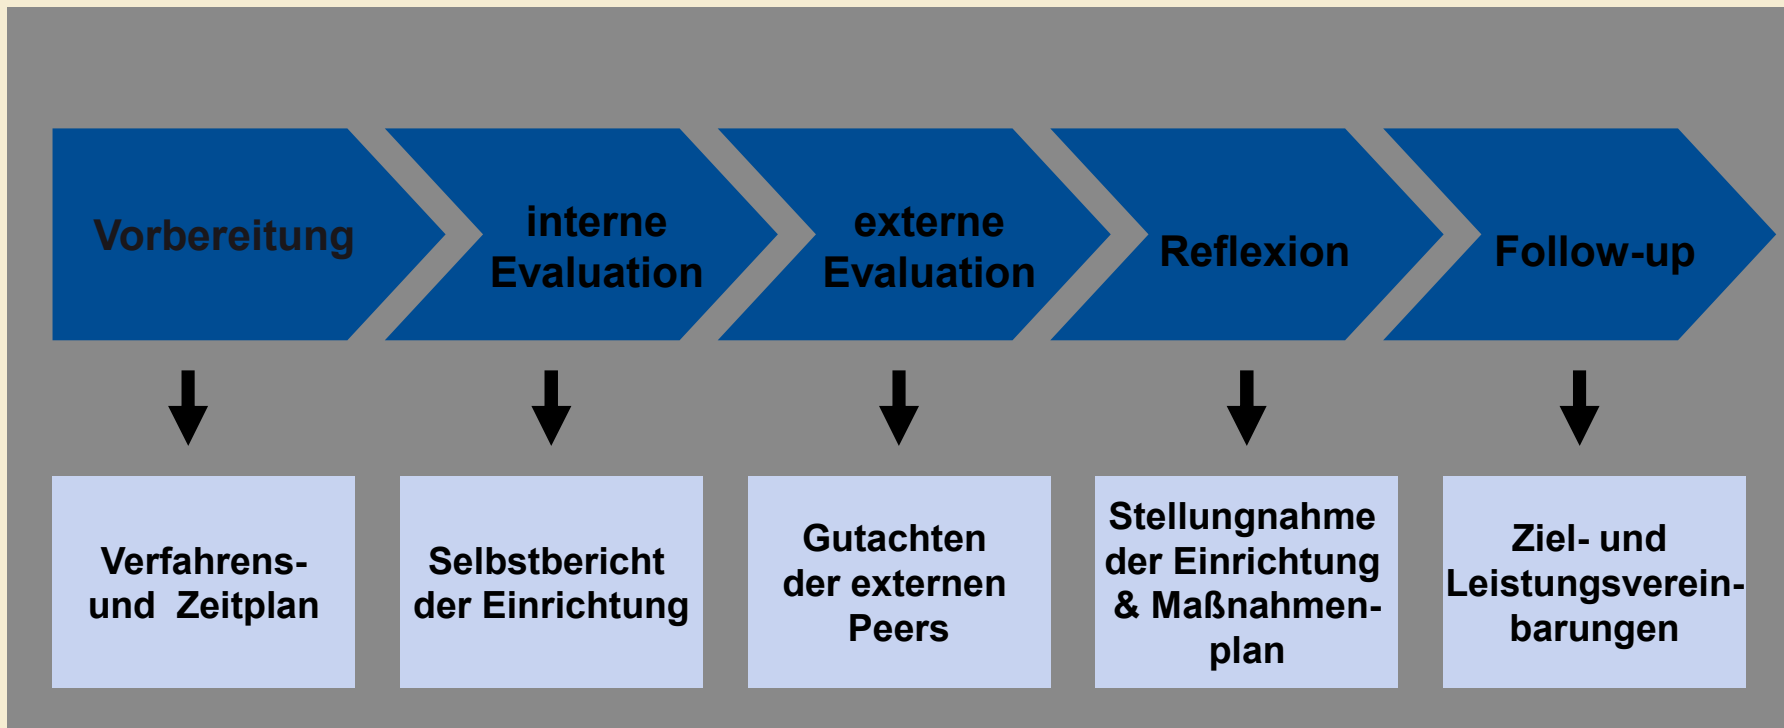 Vorbereitung
interne
Evaluation
externe
Evaluation
Reflexion
Follow-up
Verfahrens-
und Zeitplan
Selbstbericht
der Einrichtung
Gutachten
der externen
Peers
Stellungnahme
der Einrichtung
& Maßnahmen-
plan
Ziel- und
Leistungsverein-
barungen